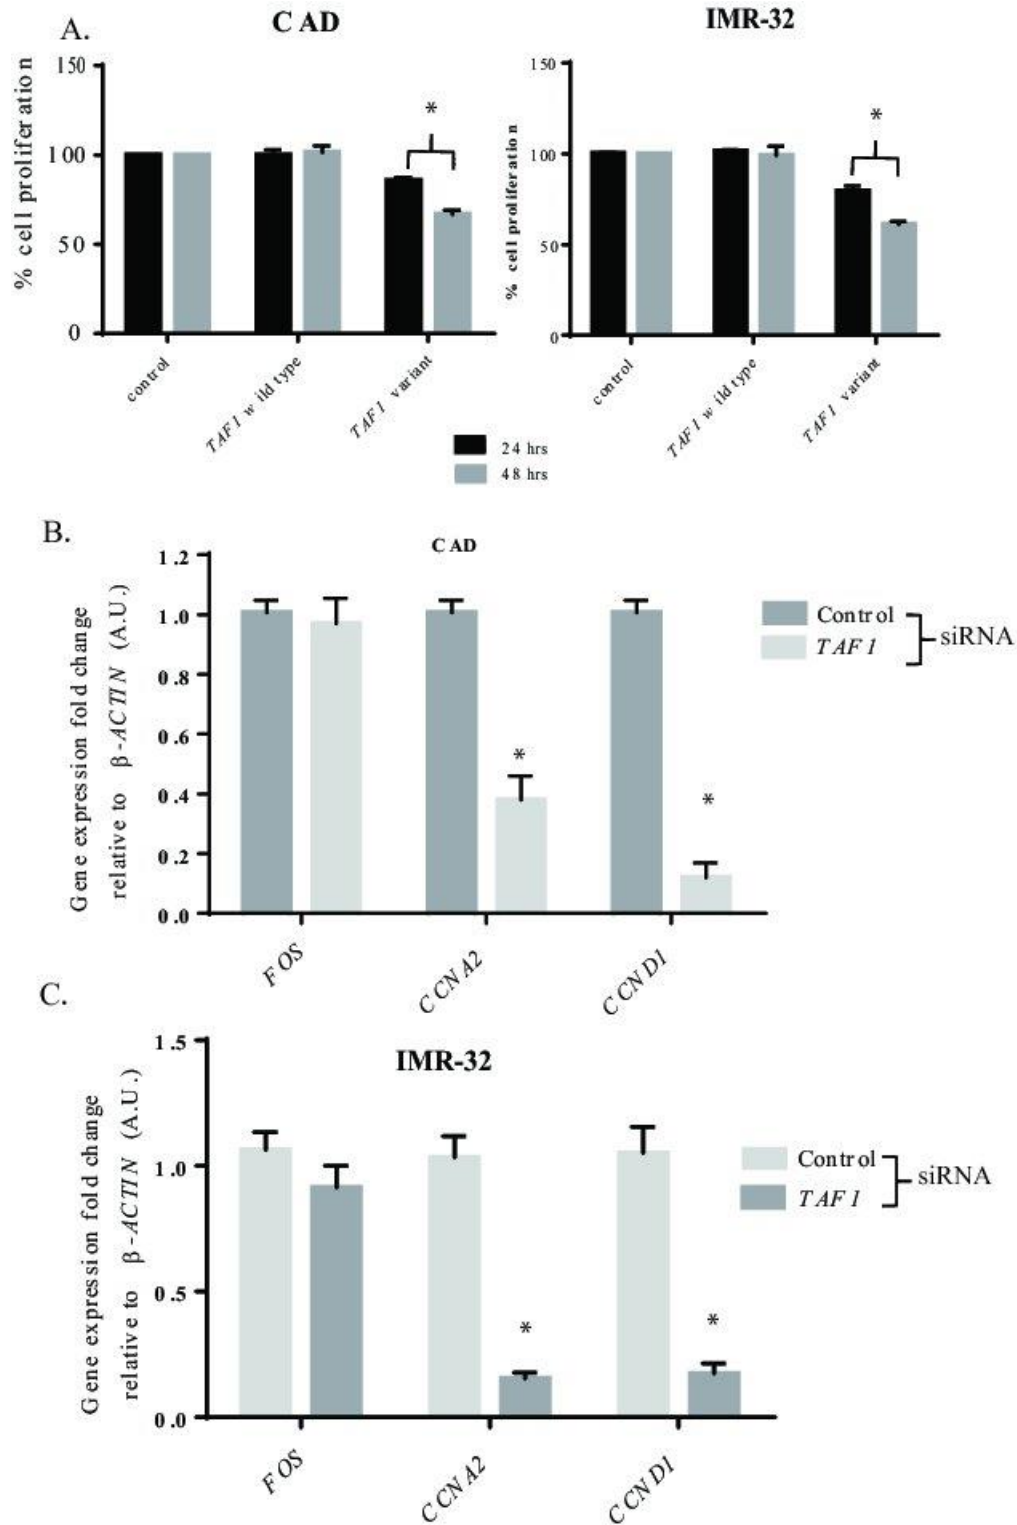 A.
CAD
IMR-32
% cell proliferation
150
100
50
0
*
control
TAF1 wild type
TAF1 variant
% cell proliferation
150
100
50
0
*
control
TAF1 wild type
TAF1 variant
24 hrs
48 hrs
B.
CAD
Gene expression fold change
relative to β-ACTIN (A.U.)
1.2
1.0
0.8
0.6
0.4
0.2
0.0
*
*
FOS
CCNA2
CCND1
Control
TAF1
siRNA
C.
IMR-32
Gene expression fold change
relative to β-ACTIN (A.U.)
1.5
1.0
0.5
0.0
*
*
FOS
CCNA2
CCND1
Control
TAF1
siRNA